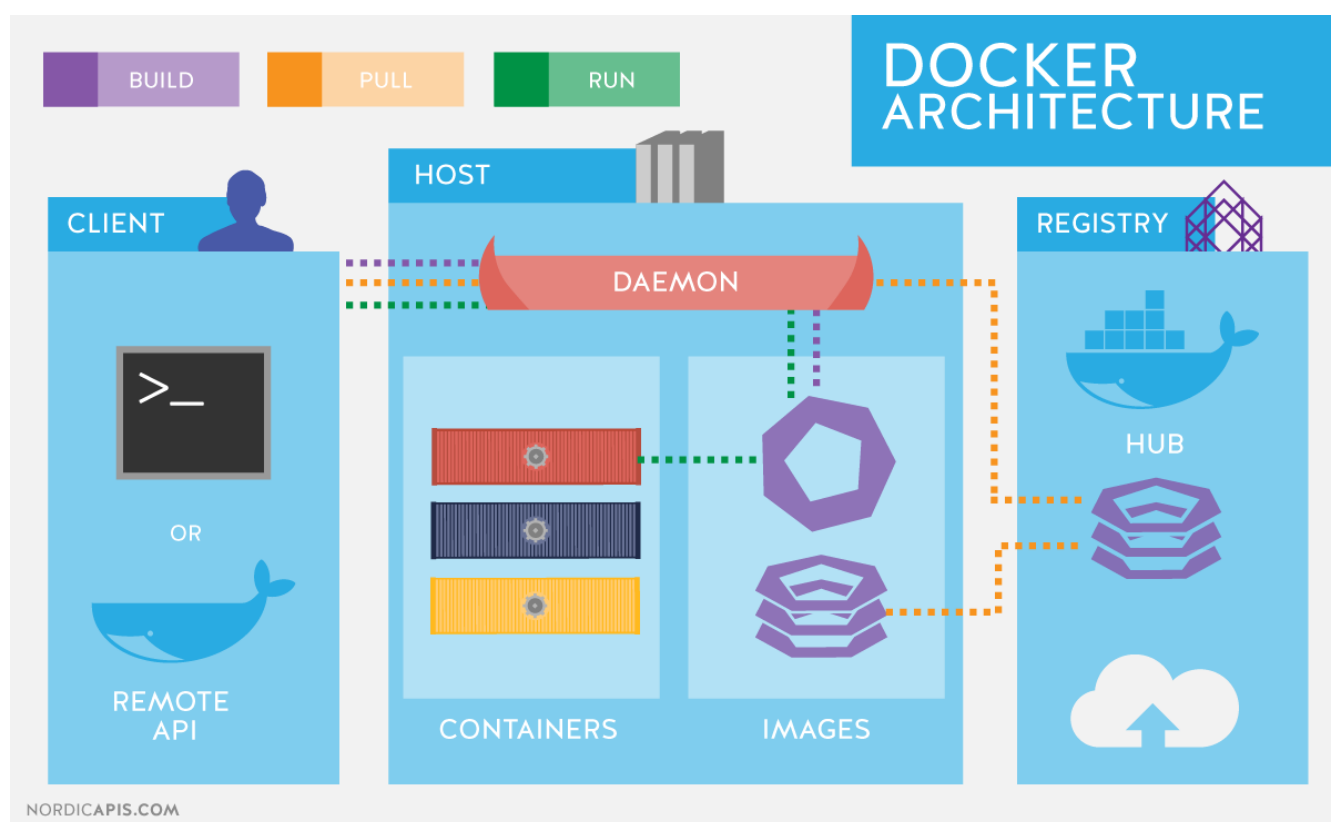 BUILD
PULL
RUN
DOCKER
ARCHITECTURE
HOST
CLIENT
REGISTRY
DAEMON
>_
HUB
OR
REMOTE
API
CONTAINERS
IMAGES
NORDICAPIS.COM